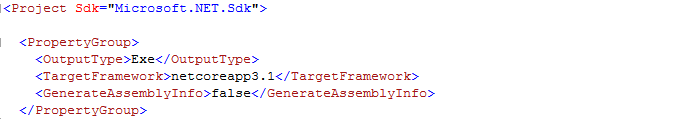 <Project Sdk="Microsoft.NET.Sdk">
<PropertyGroup>
<OutputType>Exe</OutputType>
<TargetFramework>netcoreapp3.1</TargetFramework>
<GenerateAssemblyInfo>false</GenerateAssemblyInfo>
</PropertyGroup>